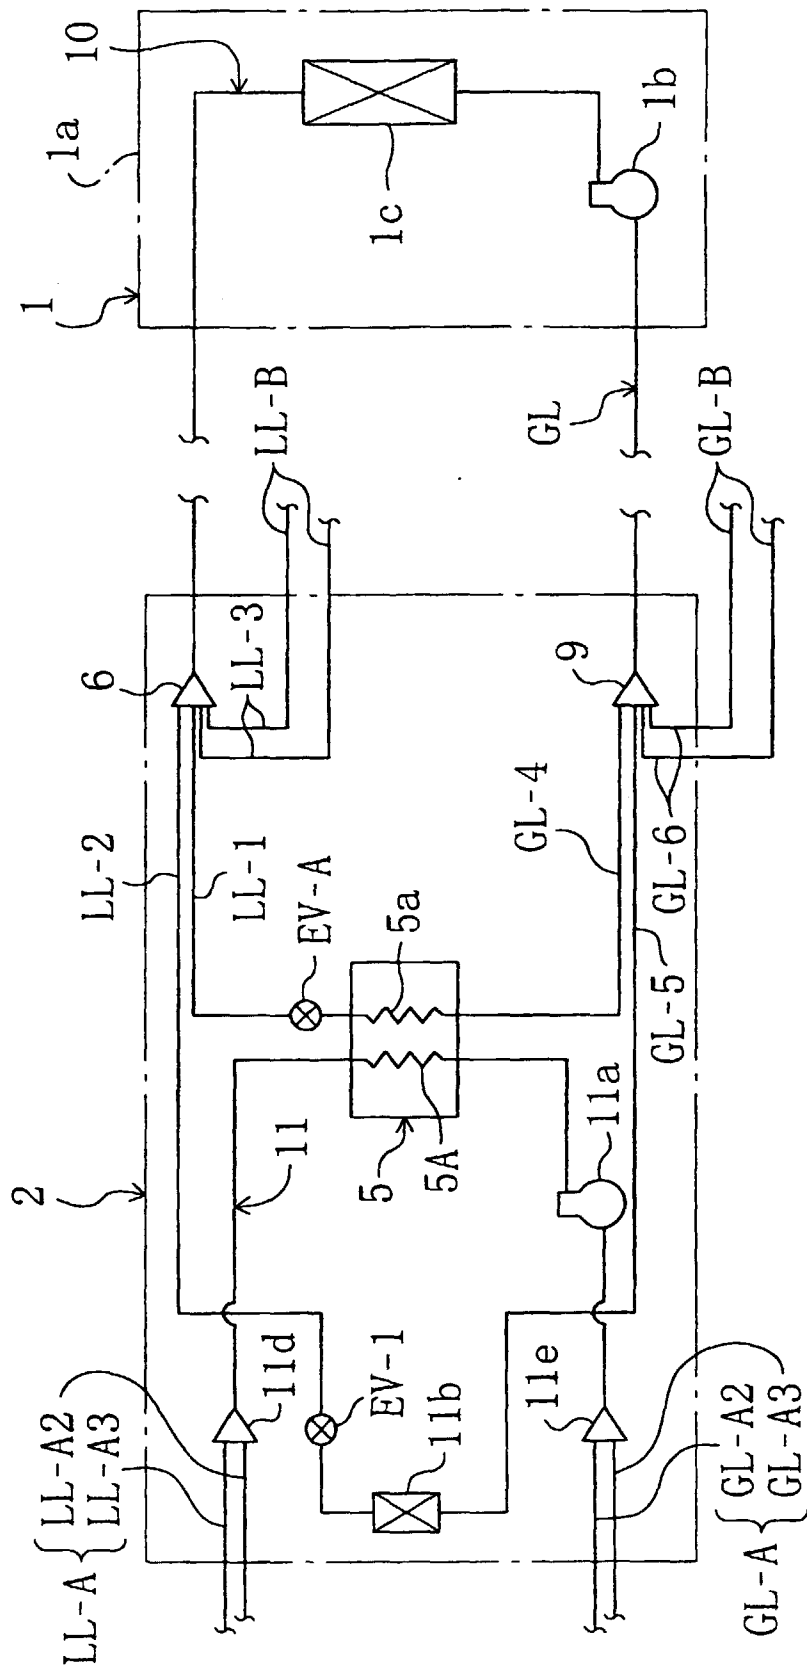 1
1a
10
1c
1b
LL-B
GL
GL-B
2
LL-2
6
LL-1
LL-3
EV-A
5a
GL-4
9
11
5
5A
11a
GL-5
GL-6
LL-A { LL-A2
LL-A3
11d
EV-1
11b
11e
GL-A { GL-A2
GL-A3